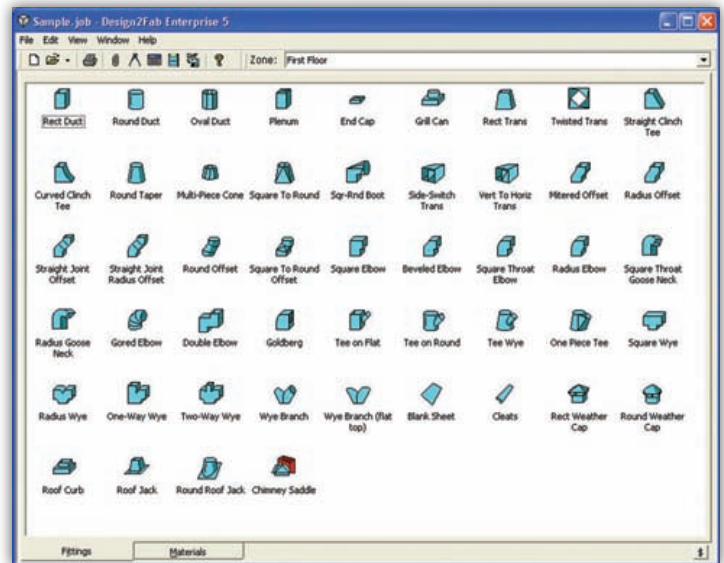 Sample.job - Design2Fab Enterprise 5
File Edit View Window Help
Zone: First Floor
Rect Duct Round Duct Oval Duct Plenum End Cap Grill Can Rect Trans Twisted Trans Straight Clinch
Tee
Curved Clinch Round Taper Multi-Piece Cone Square To Round Sqr-Rnd Boot Side-Switch Vert To Horiz Mitered Offset Radius Offset
Tee Trans Trans
Straight Joint Straight Joint Round Offset Square To Round Square Elbow Beveled Elbow Square Throat Radius Elbow Square Throat
Offset Radius Offset Offset Elbow Goose Neck
Radius Goose Gored Elbow Double Elbow Goldberg Tee on Flat Tee on Round Tee Wye One Piece Tee Square Wye
Neck
Radius Wye One-Way Wye Two-Way Wye Wye Branch Wye Branch (flat Blank Sheet Cleats Rect Weather Round Weather
top) Cap Cap
Roof Curb Roof Jack Round Roof Jack Chimney Saddle
Fittings Materials $